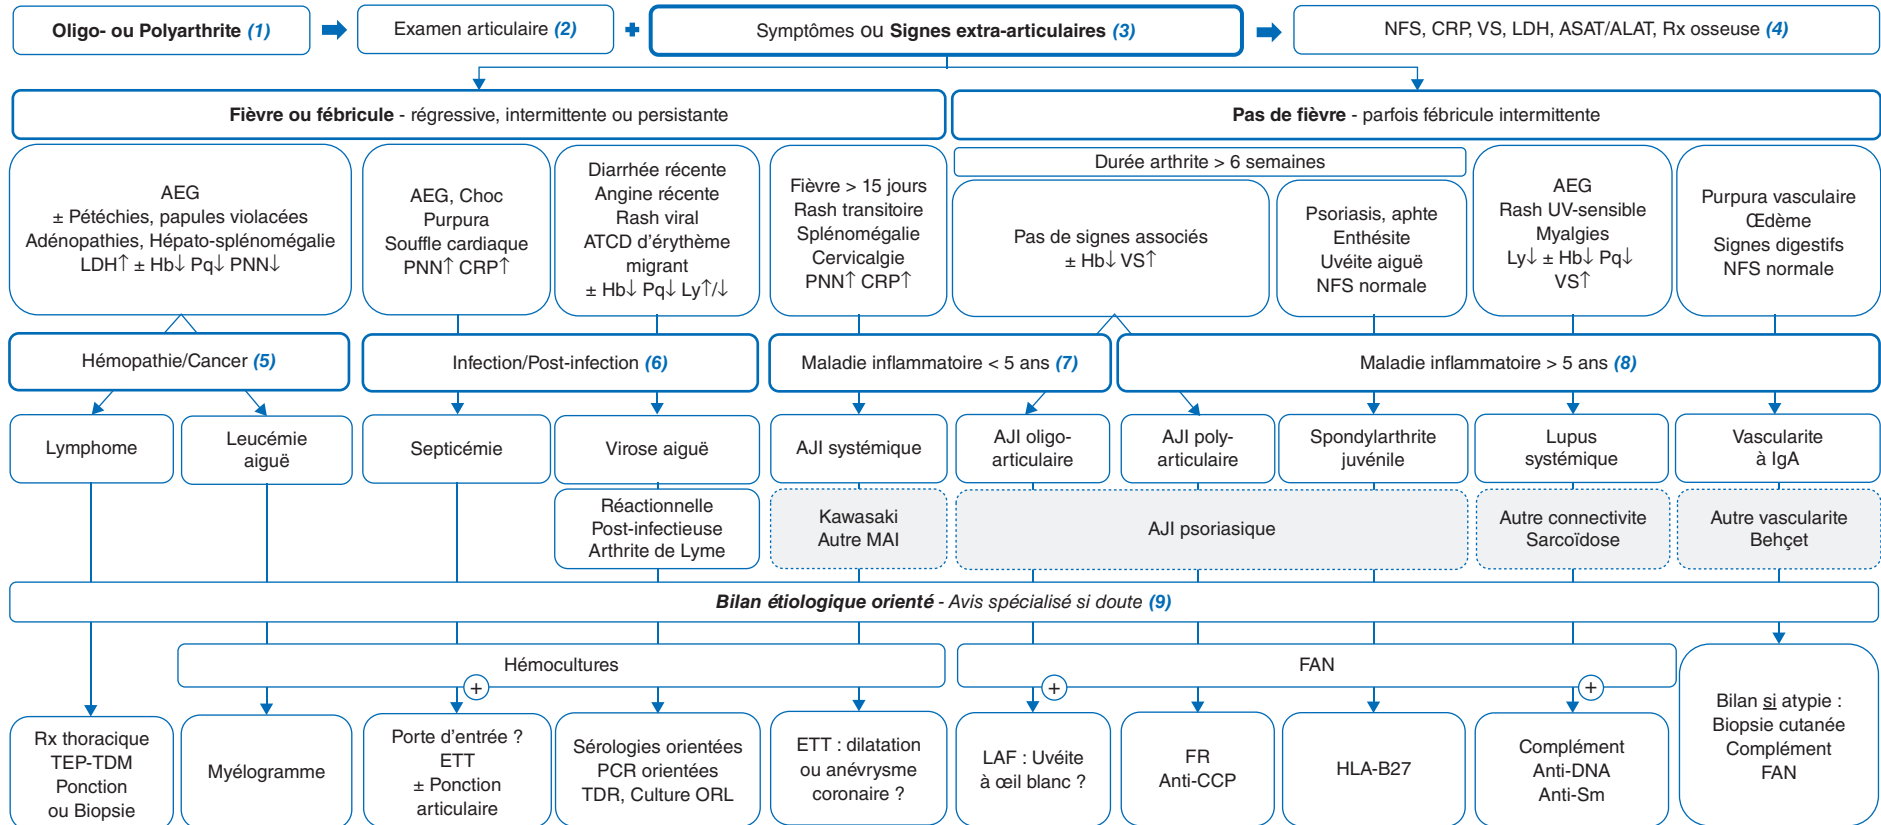 Oligo- ou Polyarthrite (1)
Examen articulaire (2)
+
Symptômes ou Signes extra-articulaires (3)
NFS, CRP, VS, LDH, ASAT/ALAT, Rx osseuse (4)
Fièvre ou fébricule - régressive, intermittente ou persistante
Pas de fièvre - parfois fébricule intermittente
AEG
± Pétéchies, papules violacées
Adénopathies, Hépato-splénomégalie
LDH↑ ± Hb↓ Pq↓ PNN↓
AEG, Choc
Purpura
Souffle cardiaque
PNN↑ CRP↑
Diarrhée récente
Angine récente
Rash viral
ATCD d'érythème
migrant
± Hb↓ Pq↓ Ly↑/↓
Fièvre > 15 jours
Rash transitoire
Splénomégalie
Cervicalgie
PNN↑ CRP↑
Durée arthrite > 6 semaines
Pas de signes associés
± Hb↓ VS↑
Psoriasis, aphte
Enthésite
Uvéite aiguë
NFS normale
AEG
Rash UV-sensible
Myalgies
Ly↓ ± Hb↓ Pq↓
VS↑
Purpura vasculaire
Œdème
Signes digestifs
NFS normale
Hémopathie/Cancer (5)
Infection/Post-infection (6)
Maladie inflammatoire < 5 ans (7)
Maladie inflammatoire > 5 ans (8)
Lymphome
Leucémie
aiguë
Septicémie
Virose aiguë
AJI systémique
AJI oligo-
articulaire
AJI poly-
articulaire
Spondylarthrite
juvénile
Lupus
systémique
Vascularite
à IgA
Réactionnelle
Post-infectieuse
Arthrite de Lyme
Kawasaki
Autre MAI
AJI psoriasique
Autre connectivite
Sarcoïdose
Autre vascularite
Behçet
Bilan étiologique orienté - Avis spécialisé si doute (9)
Hémocultures
+
FAN
+
+
Rx thoracique
TEP-TDM
Ponction
ou Biopsie
Myélogramme
Porte d'entrée ?
ETT
± Ponction
articulaire
Sérologies orientées
PCR orientées
TDR, Culture ORL
ETT : dilatation
ou anévrysme
coronaire ?
LAF : Uvéite
à œil blanc ?
FR
Anti-CCP
HLA-B27
Complément
Anti-DNA
Anti-Sm
Bilan si atypie :
Biopsie cutanée
Complément
FAN